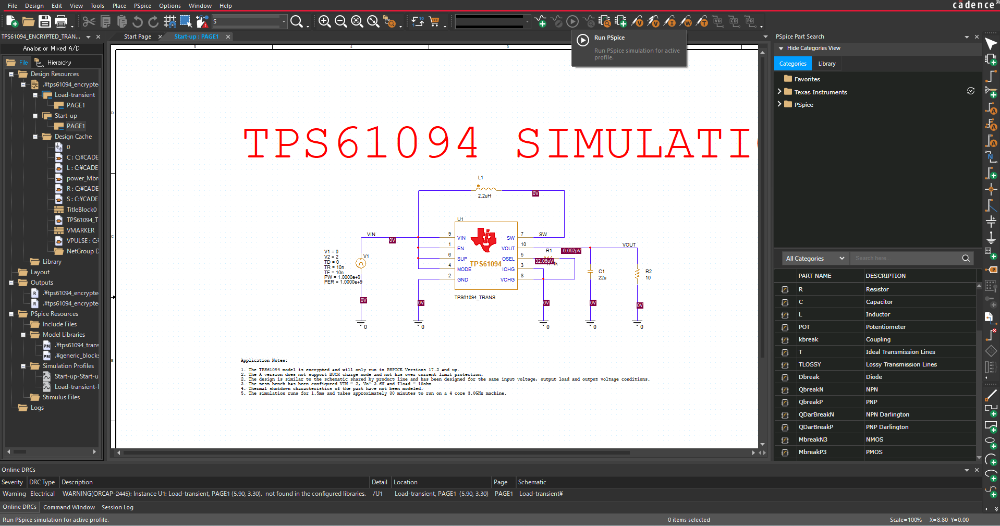 File Design Edit View Tools Place PSpice Options Window Help
cādence®
S
TPS61094_ENCRYPTED_TRAN...
Start Page
Start-up : PAGE1
Analog or Mixed A/D
File
Hierarchy
Design Resources
.¥tps61094_encrypte
Load-transient
PAGE1
Start-up
PAGE1
Design Cache
0
C : C:¥CADE
L : C:¥CADE
power_Mbr
R : C:¥CADE
S : C:¥CADE
TitleBlock0
TPS61094_T
VMARKER
VPULSE : C:
NetGroup D
Library
Layout
Outputs
.¥tps61094_encrypte
.¥tps61094_encrypte
PSpice Resources
Include Files
Model Libraries
.¥tps61094_trans
.¥generic_blocks
Simulation Profiles
Start-up-Start-u
Load-transient-l
Stimulus Files
Logs
Run PSpice
Run PSpice simulation for active
profile.
5
4
3
D
C
B
TPS61094 SIMULATI
L1
2.2uH
0V
U1
VIN
0V
9 VIN
1 EN
6 SUP
4 MODE
2 GND
TPS61094
SW 7
SW
VOUT 10
OSEL 5
ICHG 3
VCHG 8
R1
-6.052pV
32.06uV
VOUT
V1 = 0
V2 = 2
TD = 0
TR = 10n
TF = 10n
PW = 1.0000e+9
PER = 1.0000e+9
V1
C1
22u
R2
10
TPS61094_TRANS
0V
0V
0V
0V
0V
0
0
0
0
0
Application Notes:
1. The TPS61094 model is encrypted and will only run in PSPICE Versions 17.2 and up.
2. The A version does not support BUCK charge mode and not has over current limit protection.
2. The design is similar to the schematic shared by product line and has been designed for the same input voltage, output load and output voltage conditions.
3. The test bench has been configured VIN = 2, Vo= 3.6V and Iload = 10ohm
4. Thermal shutdown characteristics of the part have not been modeled.
5. The simulation runs for 1.5ms and takes approximately 30 minutes to run on a 4 core 3.0GHs machine.
PSpice Part Search
Hide Categories View
Categories
Library
Favorites
Texas Instruments
PSpice
All Categories
Search here...
PART NAME DESCRIPTION
R Resistor
C Capacitor
L Inductor
POT Potentiometer
kbreak Coupling
T Ideal Transmission Lines
TLOSSY Lossy Transmission Lines
Dbreak Diode
QbreakN NPN
QbreakP PNP
QDarBreakN NPN Darlington
QDarBreakP PNP Darlington
MbreakN3 NMOS
MbreakP3 PMOS
Online DRCs
Severity DRC Type Description Detail Location Page Schematic
Warning Electrical WARNING(ORCAP-2445): Instance U1: Load-transient, PAGE1 (5.90, 3.30). not found in the configured libraries. /U1 Load-transient, PAGE1 (5.90, 3.30) PAGE1 Load-transient¥
Online DRCs Command Window Session Log
Run PSpice simulation for active profile.
0 items selected
Scale=100% X=8.80 Y=0.00